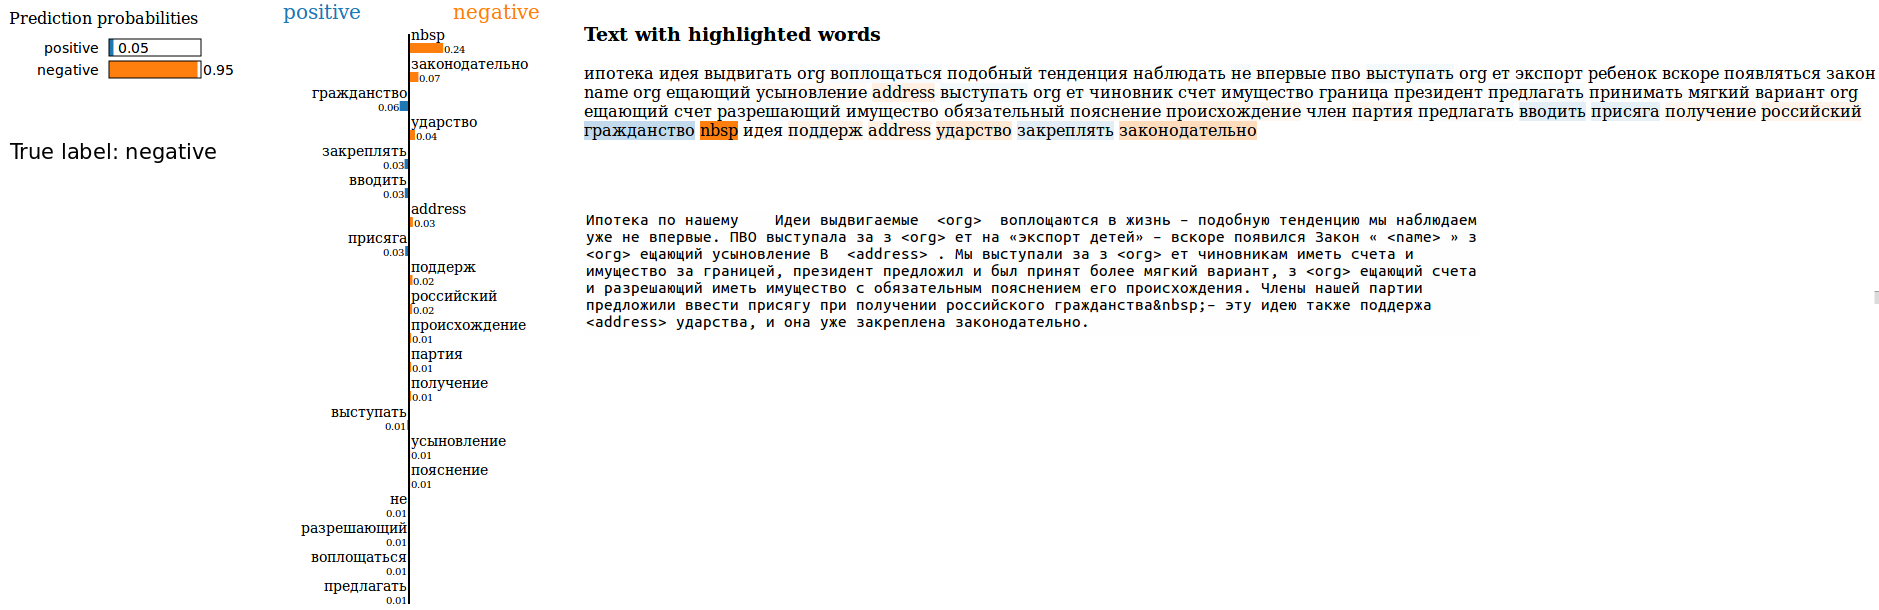 Prediction probabilities
positive 0.05
negative 0.95
True label: negative
positive negative
nbsp
0.24
законодательно
0.07
гражданство
0.06
ударство
0.04
закреплять
0.03
вводить
0.03
address
0.03
присяга
0.03
поддерж
0.02
российский
0.02
происхождение
0.01
партия
0.01
получение
0.01
выступать
0.01
усыновление
0.01
пояснение
0.01
не
0.01
разрешающий
0.01
воплощаться
0.01
предлагать
0.01
Text with highlighted words
ипотека идея выдвигать org воплощаться подобный тенденция наблюдать не впервые пво выступать org ет экспорт ребенок вскоре появляться закон
name org ещающий усыновление address выступать org ет чиновник счет имущество граница президент предлагать принимать мягкий вариант org
ещающий счет разрешающий имущество обязательный пояснение происхождение член партия предлагать вводить присяга получение российский
гражданство nbsp идея поддерж address ударство закреплять законодательно
Ипотека по нашему Идеи выдвигаемые <org> воплощаются в жизнь – подобную тенденцию мы наблюдаем
уже не впервые. ПВО выступала за з <org> ет на «экспорт детей» – вскоре появился Закон « <name> » з
<org> ещающий усыновление В <address> . Мы выступали за з <org> ет чиновникам иметь счета и
имущество за границей, президент предложил и был принят более мягкий вариант, з <org> ещающий счета
и разрешающий иметь имущество с обязательным пояснением его происхождения. Члены нашей партии
предложили ввести присягу при получении российского гражданства&nbsp;– эту идею также поддержа
<address> ударства, и она уже закреплена законодательно.